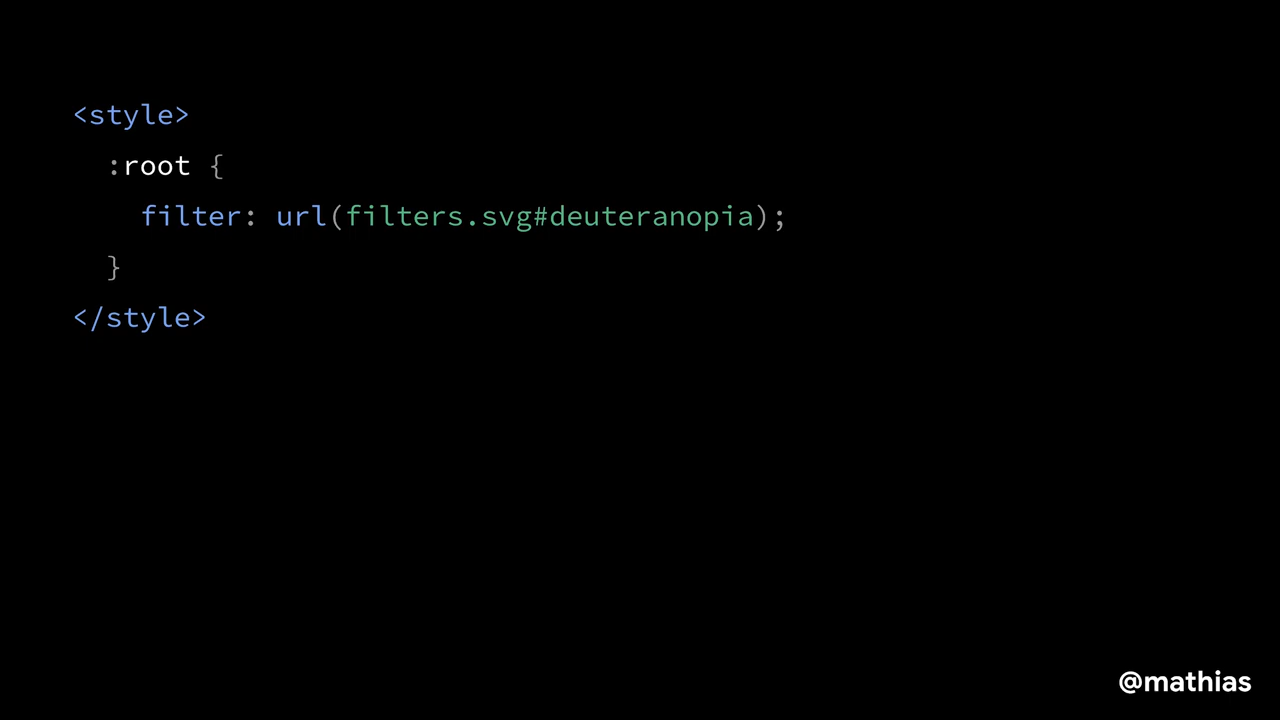 <style>
  :root {
    filter: url(filters.svg#deuteranopia);
  }
</style>
@mathias